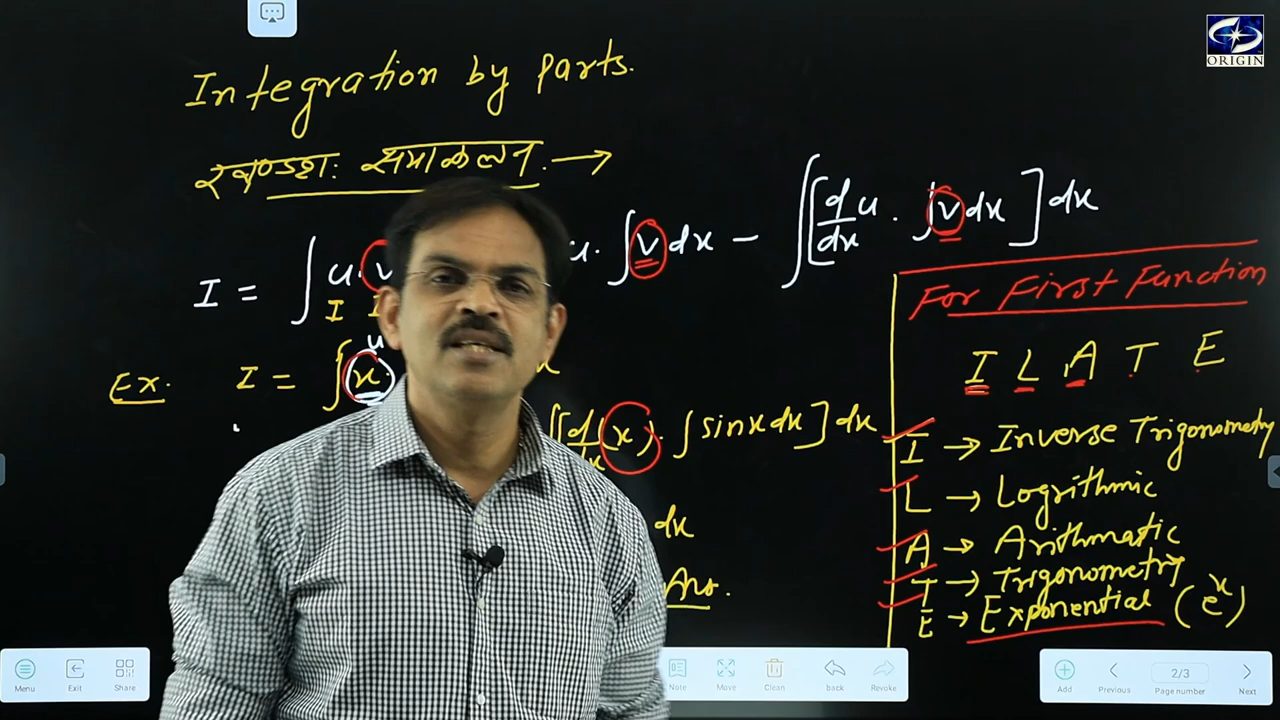 ORIGIN
Integration by parts.
खण्डशः समाकलन. →
I = ∫ u. v u. ∫ v dx − ∫[d/dx u. ∫v dx] dx
I I
For First Function
I L A T E
u
Ex. I = ∫ x. x
∫[d/dx (x). ∫ sinx dx] dx
dx
Ans.
I → Inverse Trigonometry
L → Logrithmic
A → Arithmatic
T → Trigonometry
E → Exponential (e^x)
Menu Exit Share Note Move Clean back Revoke Add Previous 2/3 Page number Next